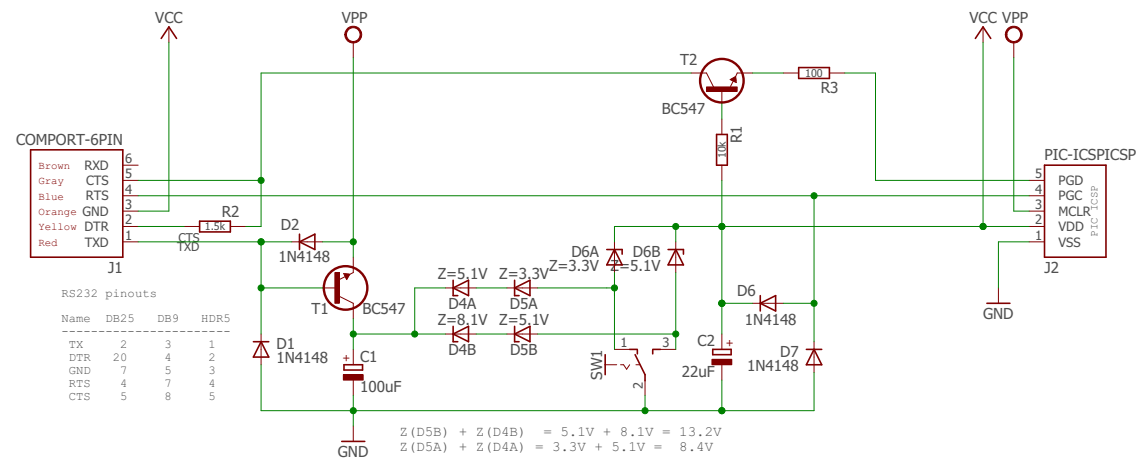 VCC
VPP
VCC VPP
T2
BC547
100
R3
R1
10k
COMPORT-6PIN
Brown RXD 6
Gray CTS 5
Blue RTS 4
Orange GND 3
Yellow DTR 2
Red TXD 1
J1
R2
1.5k
CTS
TXD
D2
1N4148
T1
BC547
D1
1N4148
C1
+
100uF
GND
Z=5.1V
D4A
Z=3.3V
D5A
Z=8.1V
D4B
Z=5.1V
D5B
D6A
Z=3.3V
D6B
Z=5.1V
SW1
1
3
2
C2
+
22uF
D6
1N4148
D7
1N4148
PIC-ICSPICSP
5 PGD
4 PGC
3 MCLR
2 VDD
1 VSS
PIC ICSP
J2
GND
RS232 pinouts
Name DB25 DB9 HDR5
TX 2 3 1
DTR 20 4 2
GND 7 5 3
RTS 4 7 4
CTS 5 8 5
Z(D5B) + Z(D4B) = 5.1V + 8.1V = 13.2V
Z(D5A) + Z(D4A) = 3.3V + 5.1V = 8.4V